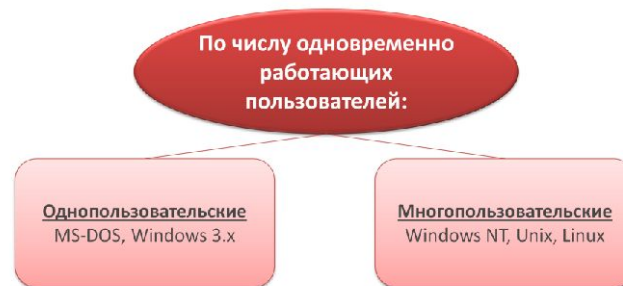 По числу одновременно
работающих
пользователей:
Однопользовательские
MS-DOS, Windows 3.x
Многопользовательские
Windows NT, Unix, Linux